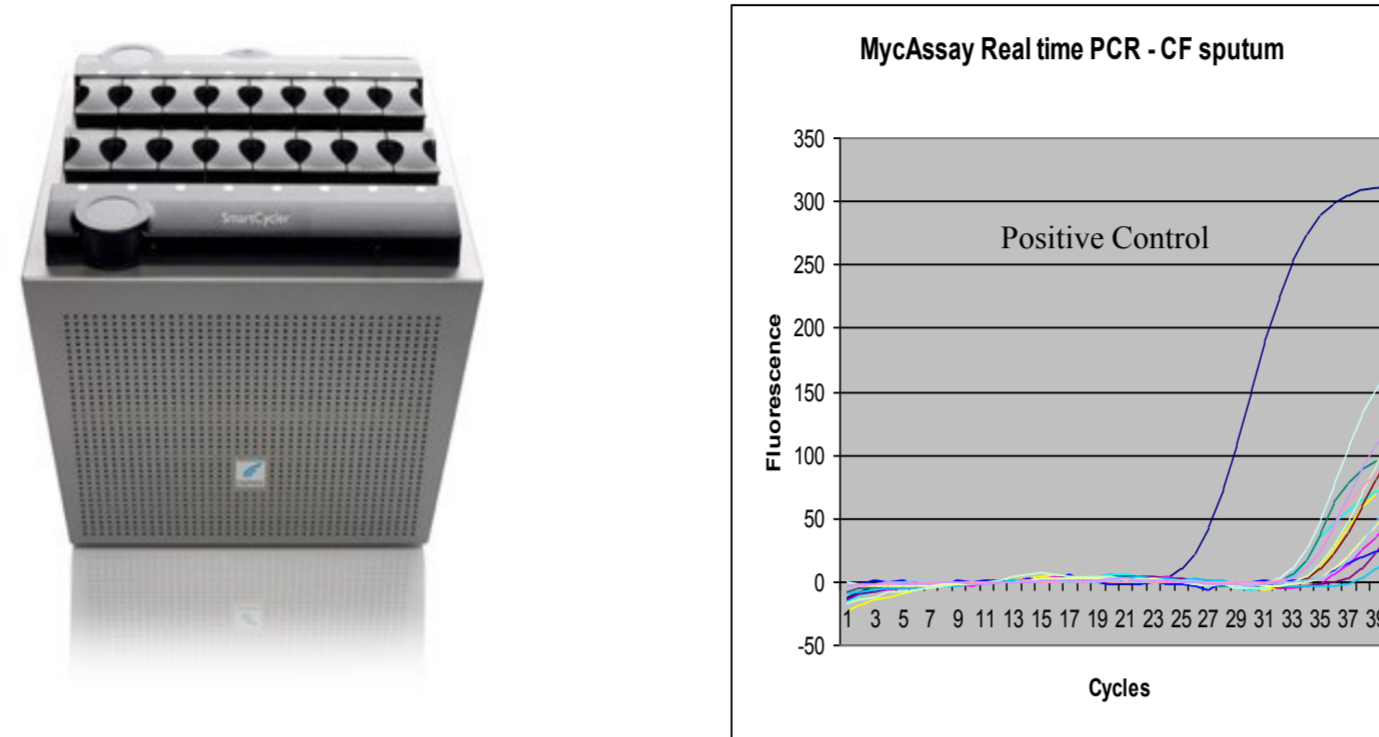 SmartCycler
MycAssay Real time PCR - CF sputum
350
300
250
200
150
100
50
0
-50
Positive Control
Fluorescence
1 3 5 7 9 11 13 15 17 19 21 23 25 27 29 31 33 35 37 39
Cycles